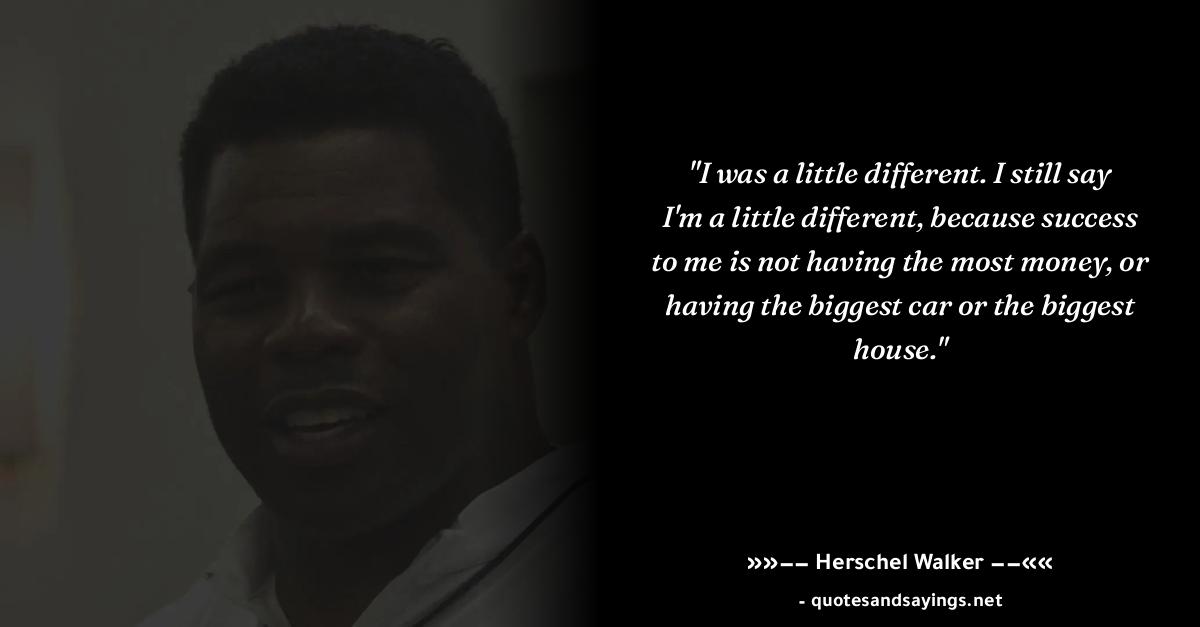 "I was a little different. I still say
I'm a little different, because success
to me is not having the most money, or
having the biggest car or the biggest
house."
»»−− Herschel Walker −−««
- quotesandsayings.net